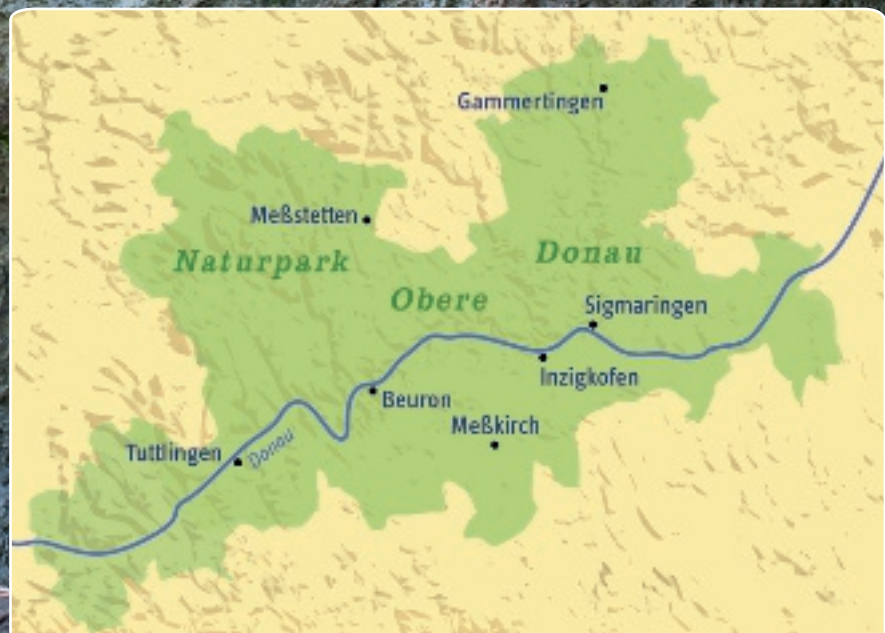 Gammertingen
Meßstetten
Naturpark
Obere
Donau
Sigmaringen
Inzigkofen
Beuron
Meßkirch
Tuttlingen
Donau